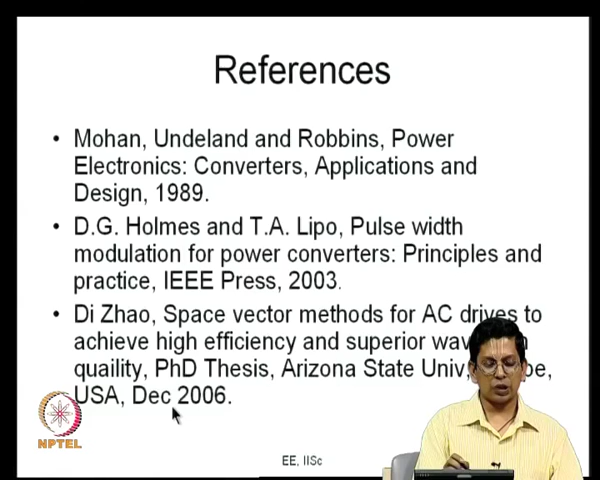 References
• Mohan, Undeland and Robbins, Power
Electronics: Converters, Applications and
Design, 1989.
• D.G. Holmes and T.A. Lipo, Pulse width
modulation for power converters: Principles and
practice, IEEE Press, 2003.
• Di Zhao, Space vector methods for AC drives to
achieve high efficiency and superior
quaility, PhD Thesis, Arizona State Univ,
USA, Dec 2006.
NPTEL
EE, IISc